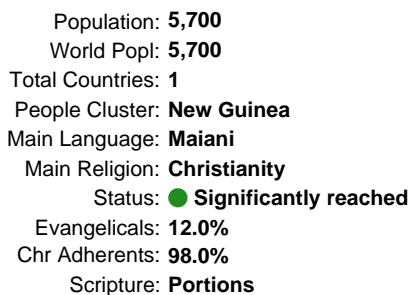 Population: 5,700
World Popl: 5,700
Total Countries: 1
People Cluster: New Guinea
Main Language: Maiani
Main Religion: Christianity
Status: Significantly reached
Evangelicals: 12.0%
Chr Adherents: 98.0%
Scripture: Portions